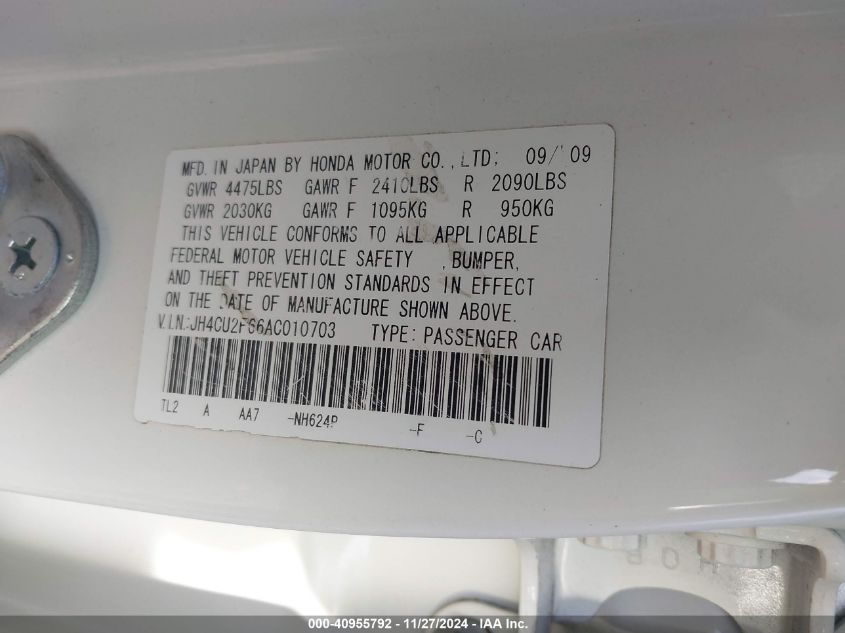 MFD. IN JAPAN BY HONDA MOTOR CO.,LTD; 09/'09
GVWR 4475LBS GAWR F 2410LBS R 2090LBS
GVWR 2030KG GAWR F 1095KG R 950KG
THIS VEHICLE CONFORMS TO ALL APPLICABLE
FEDERAL MOTOR VEHICLE SAFETY ,BUMPER,
AND THEFT PREVENTION STANDARDS IN EFFECT
ON THE DATE OF MANUFACTURE SHOWN ABOVE.
V.I.N.:JH4CU2F66AC010703 TYPE: PASSENGER CAR
TL2 A AA7 -NH624P -F -C
000-40955792 - 11/27/2024 - IAA Inc.